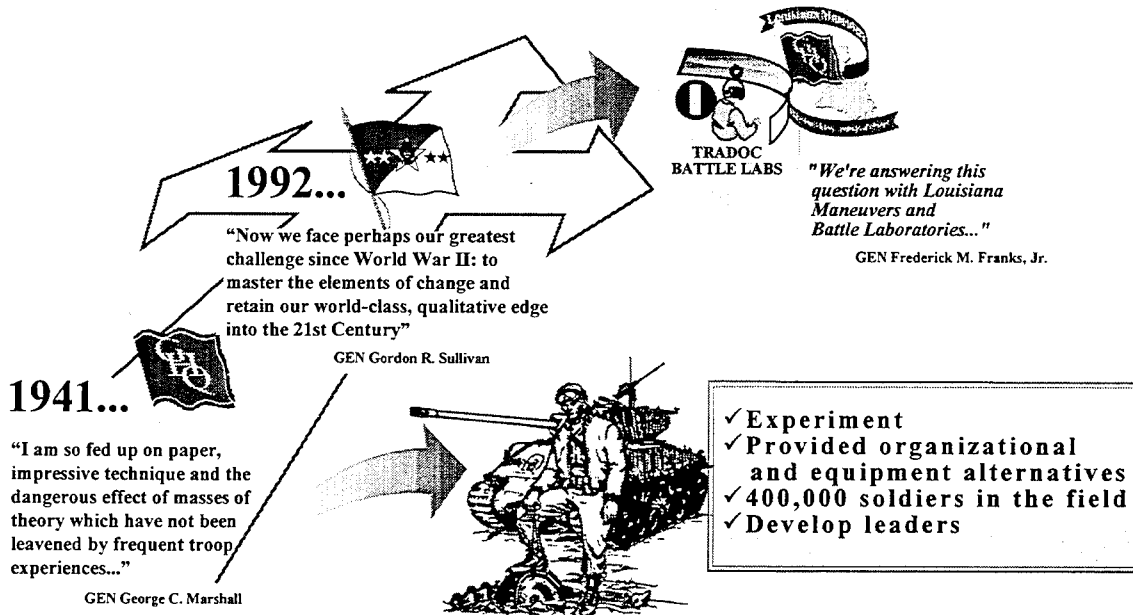 Louisiana Maneuvers
GHQ
TRADOC
BATTLE LABS
"We're answering this
question with Louisiana
Maneuvers and
Battle Laboratories..."
GEN Frederick M. Franks, Jr.
1992...
“Now we face perhaps our greatest
challenge since World War II: to
master the elements of change and
retain our world-class, qualitative edge
into the 21st Century”
GEN Gordon R. Sullivan
GHQ
1941...
“I am so fed up on paper,
impressive technique and the
dangerous effect of masses of
theory which have not been
leavened by frequent troop
experiences...”
GEN George C. Marshall
✓Experiment
✓Provided organizational
and equipment alternatives
✓400,000 soldiers in the field
✓Develop leaders